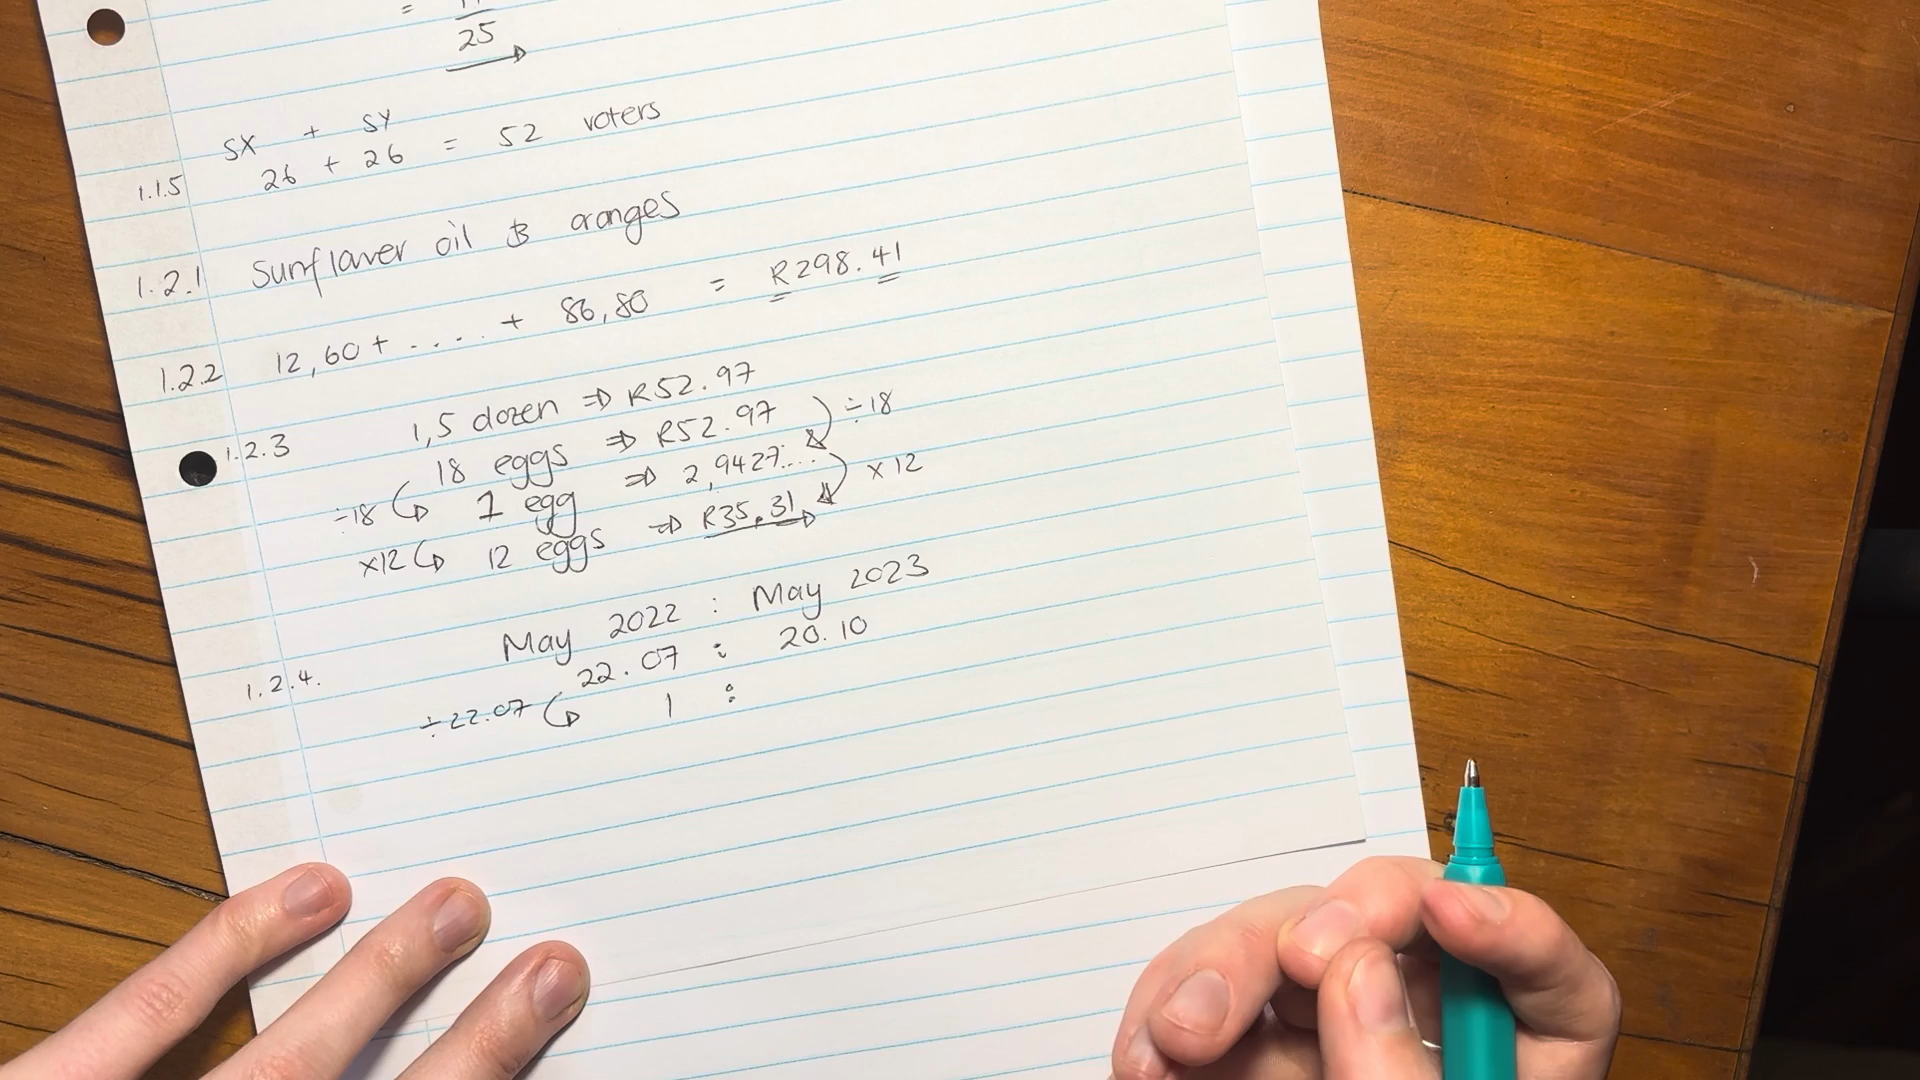 =
25
SX + SY
1.1.5 26 + 26 = 52 voters
1.2.1 Sunflower oil & oranges
1.2.2 12,60 + .... + 86,80 = R298.41
1.2.3 1,5 dozen ⇒ R52.97
18 eggs ⇒ R52.97 ÷18
÷18 1 egg ⇒ 2,9427.... ×12
×12 12 eggs ⇒ R35,31
May 2022 : May 2023
1.2.4. 22.07 : 20.10
÷22.07 1 :